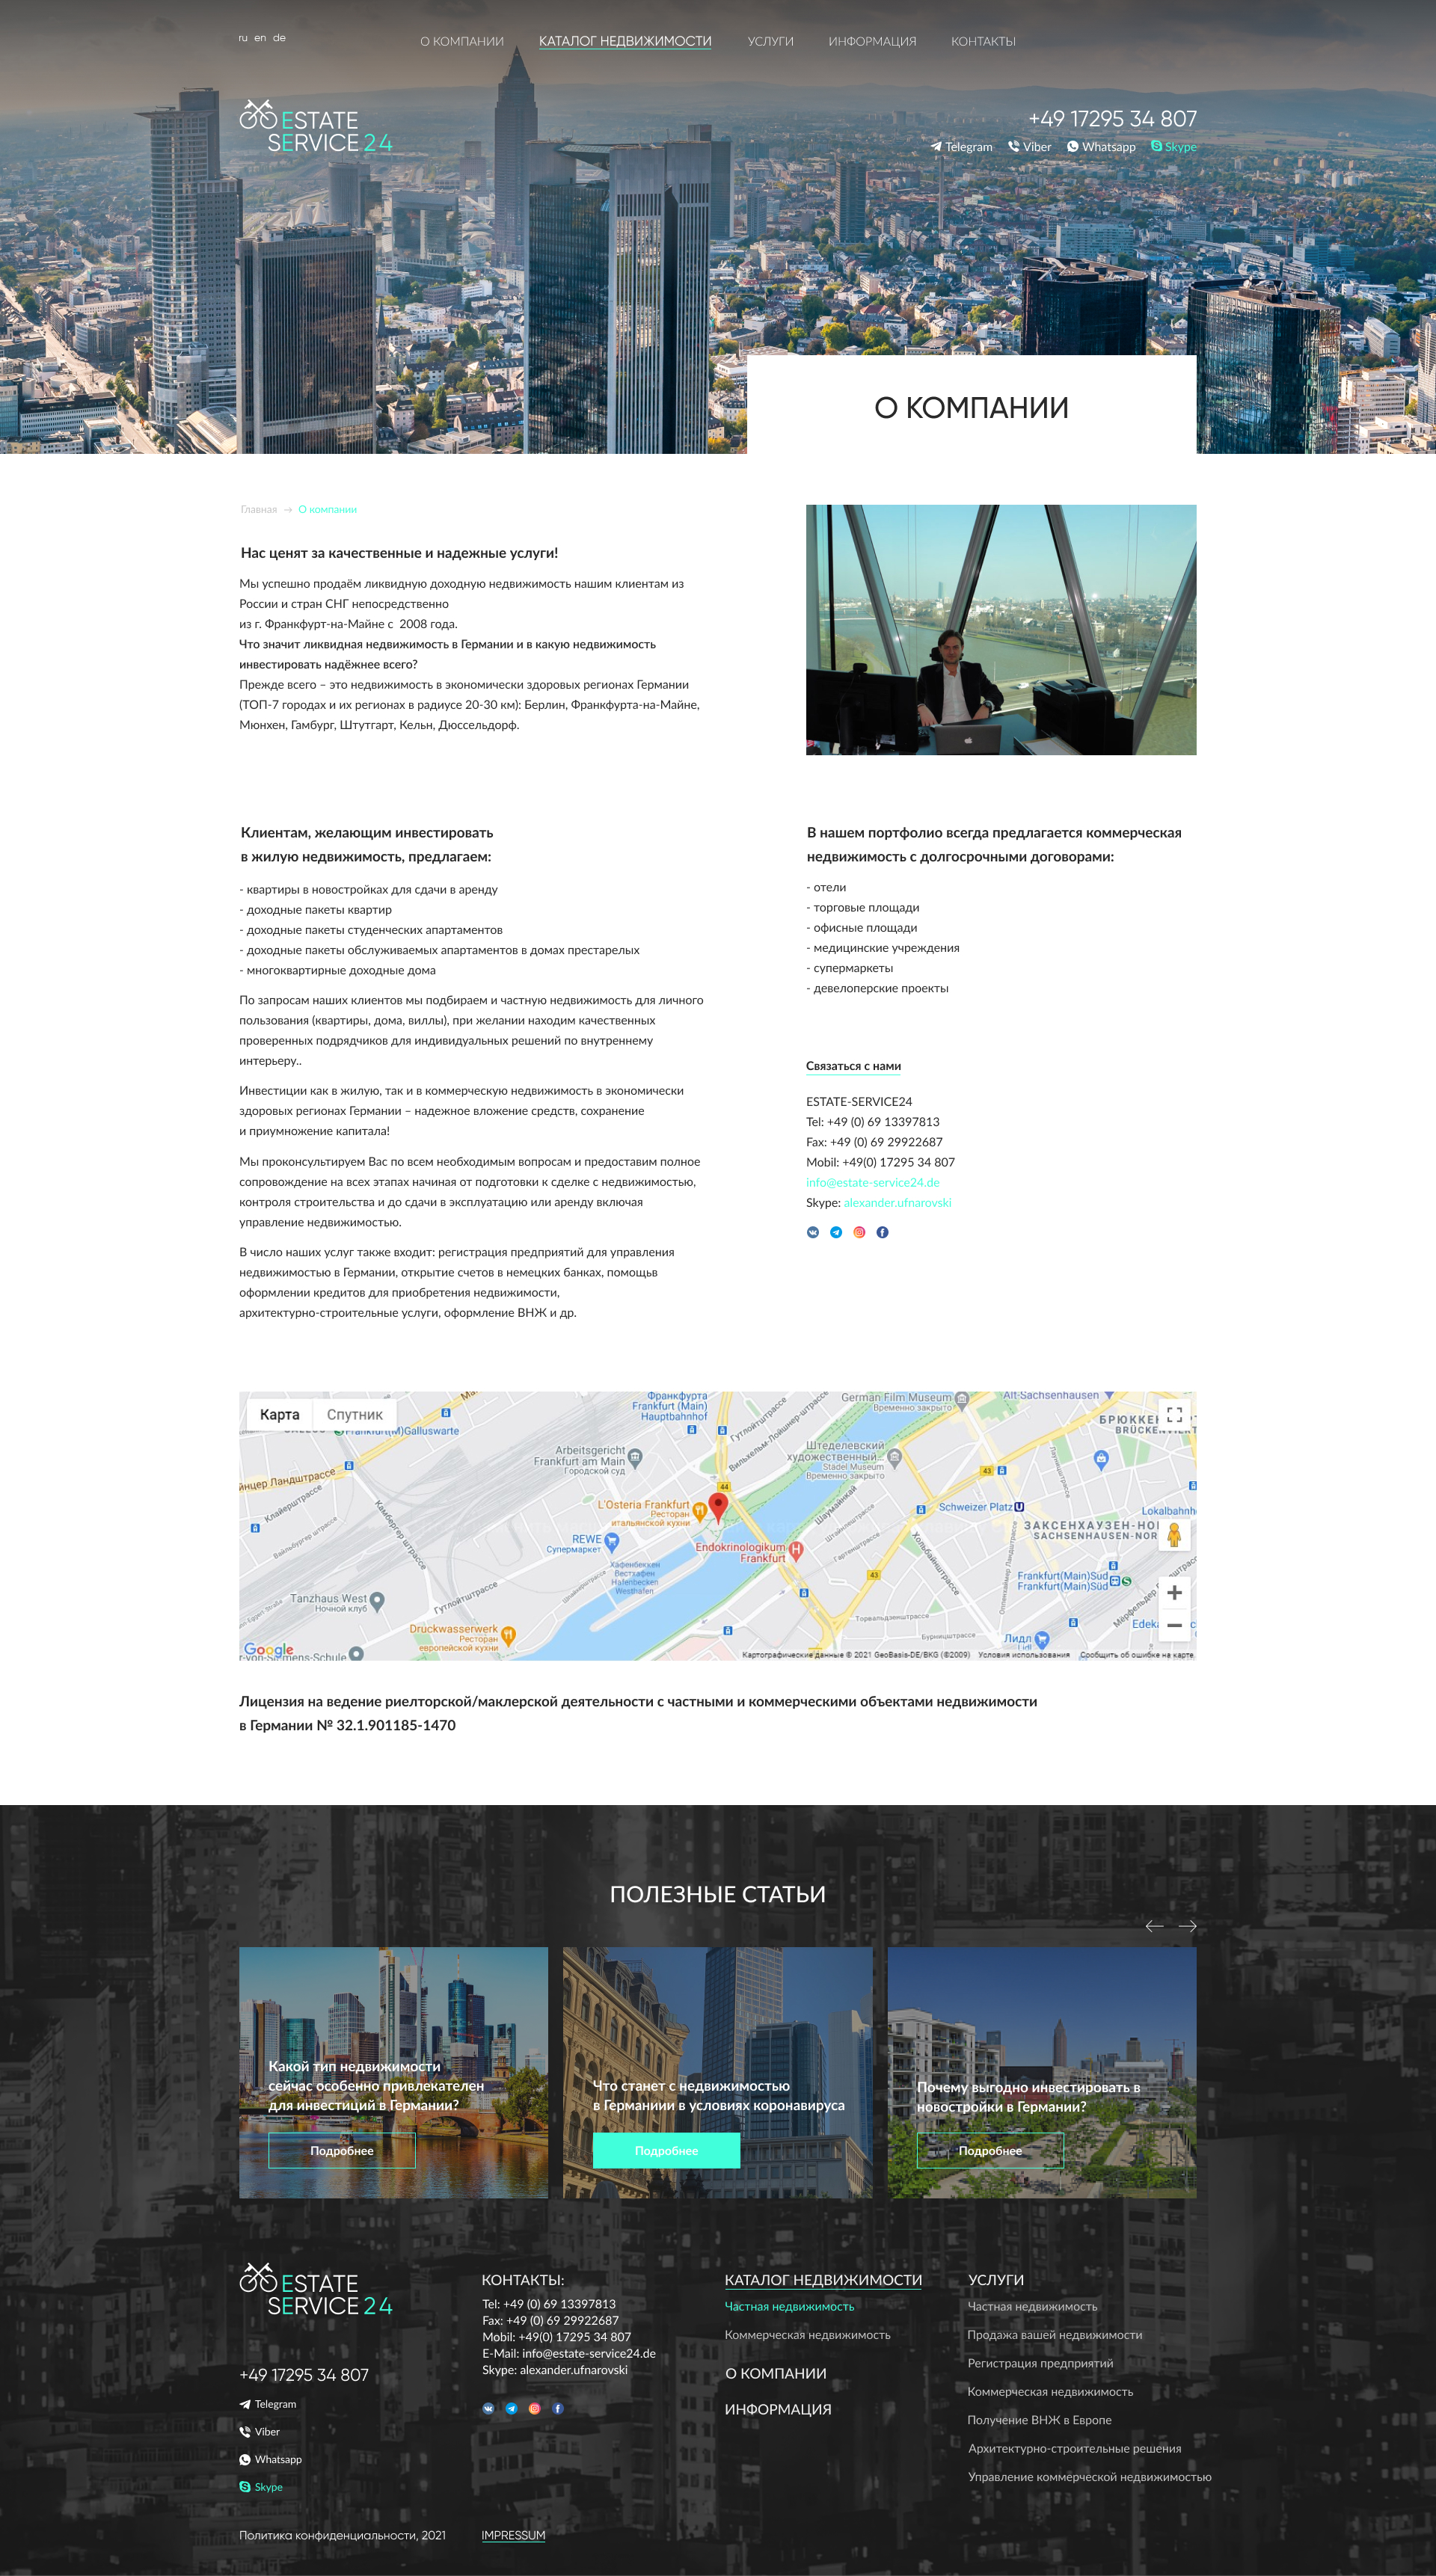 ru en de
О КОМПАНИИ КАТАЛОГ НЕДВИЖИМОСТИ УСЛУГИ ИНФОРМАЦИЯ КОНТАКТЫ
ESTATE
SERVICE 24
+49 17295 34 807
Telegram Viber Whatsapp Skype
О КОМПАНИИ
Главная → О компании
Нас ценят за качественные и надежные услуги!
Мы успешно продаём ликвидную доходную недвижимость нашим клиентам из
России и стран СНГ непосредственно
из г. Франкфурт-на-Майне с 2008 года.
Что значит ликвидная недвижимость в Германии и в какую недвижимость
инвестировать надёжнее всего?
Прежде всего – это недвижимость в экономически здоровых регионах Германии
(ТОП-7 городах и их регионах в радиусе 20-30 км): Берлин, Франкфурта-на-Майне,
Мюнхен, Гамбург, Штутгарт, Кельн, Дюссельдорф.
Клиентам, желающим инвестировать
в жилую недвижимость, предлагаем:
- квартиры в новостройках для сдачи в аренду
- доходные пакеты квартир
- доходные пакеты студенческих апартаментов
- доходные пакеты обслуживаемых апартаментов в домах престарелых
- многоквартирные доходные дома
По запросам наших клиентов мы подбираем и частную недвижимость для личного
пользования (квартиры, дома, виллы), при желании находим качественных
проверенных подрядчиков для индивидуальных решений по внутреннему
интерьеру..
Инвестиции как в жилую, так и в коммерческую недвижимость в экономически
здоровых регионах Германии – надежное вложение средств, сохранение
и приумножение капитала!
Мы проконсультируем Вас по всем необходимым вопросам и предоставим полное
сопровождение на всех этапах начиная от подготовки к сделке с недвижимостью,
контроля строительства и до сдачи в эксплуатацию или аренду включая
управление недвижимостью.
В число наших услуг также входит: регистрация предприятий для управления
недвижимостью в Германии, открытие счетов в немецких банках, помощьв
оформлении кредитов для приобретения недвижимости,
архитектурно-строительные услуги, оформление ВНЖ и др.
В нашем портфолио всегда предлагается коммерческая
недвижимость с долгосрочными договорами:
- отели
- торговые площади
- офисные площади
- медицинские учреждения
- супермаркеты
- девелоперские проекты
Связаться с нами
ESTATE-SERVICE24
Tel: +49 (0) 69 13397813
Fax: +49 (0) 69 29922687
Mobil: +49(0) 17295 34 807
info@estate-service24.de
Skype: alexander.ufnarovski
Карта Спутник
Frankfurt(M)Galluswarte
Франкфурта
Frankfurt (Main)
Hauptbahnhof
German Film Museum
Временно закрыто
Alt-Sachsenhausen
Arbeitsgericht
Frankfurt am Main
Городской суд
Гутлойтштрассе
Вильхельм-Лойшнер-штрассе
Штеделевский
художественный...
Städel Museum
Временно закрыто
Камбергер штрассе
Клайерштрассе
L'Osteria Frankfurt
Ресторан
итальянской кухни
44
43
Шаумайнкай
Schweizer Platz
REWE
Супермаркет
Endokrinologikum
Frankfurt
Хафенбеккен
Вестхафен
Hafenbecken
Westhafen
Гутлойтштрассе
Хольбайнштрассе
Гартенштрассе
43
Frankfurt(Main)Süd
Frankfurt(Main)Süd
Tanzhaus West
Ночной клуб
Druckwasserwerk
Ресторан
европейской кухни
Лидл
Google
Картографические данные © 2021 GeoBasis-DE/BKG (©2009) Условия использования Сообщить об ошибке на карте
Лицензия на ведение риелторской/маклерской деятельности с частными и коммерческими объектами недвижимости
в Германии № 32.1.901185-1470
ПОЛЕЗНЫЕ СТАТЬИ
Какой тип недвижимости
сейчас особенно привлекателен
для инвестиций в Германии?
Подробнее
Что станет с недвижимостью
в Германиии в условиях коронавируса
Подробнее
Почему выгодно инвестировать в
новостройки в Германии?
Подробнее
ESTATE
SERVICE 24
+49 17295 34 807
Telegram
Viber
Whatsapp
Skype
КОНТАКТЫ:
Tel: +49 (0) 69 13397813
Fax: +49 (0) 69 29922687
Mobil: +49(0) 17295 34 807
E-Mail: info@estate-service24.de
Skype: alexander.ufnarovski
КАТАЛОГ НЕДВИЖИМОСТИ
Частная недвижимость
Коммерческая недвижимость
О КОМПАНИИ
ИНФОРМАЦИЯ
УСЛУГИ
Частная недвижимость
Продажа вашей недвижимости
Регистрация предприятий
Коммерческая недвижимость
Получение ВНЖ в Европе
Архитектурно-строительные решения
Управление коммерческой недвижимостью
Политика конфиденциальности, 2021
IMPRESSUM